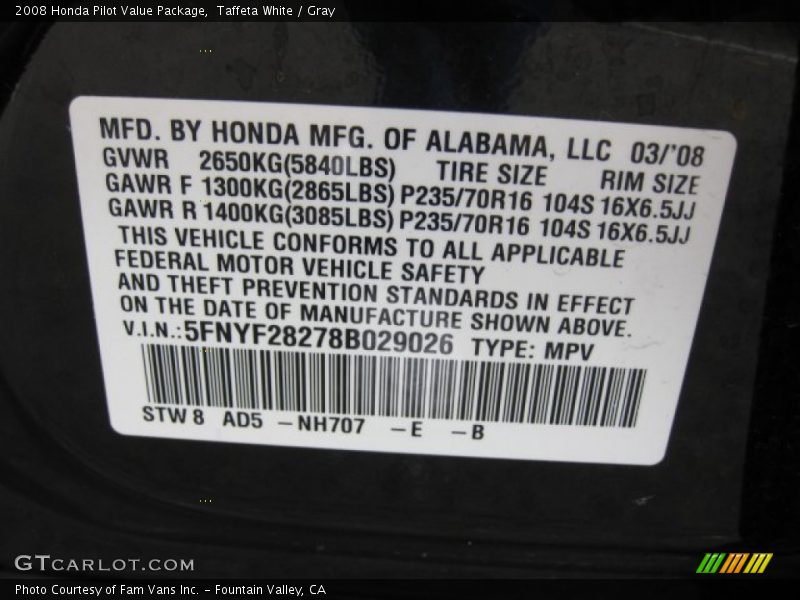 2008 Honda Pilot Value Package,  Taffeta White / Gray
MFD. BY HONDA MFG. OF ALABAMA, LLC 03/'08
GVWR 2650KG(5840LBS) TIRE SIZE RIM SIZE
GAWR F 1300KG(2865LBS) P235/70R16 104S 16X6.5JJ
GAWR R 1400KG(3085LBS) P235/70R16 104S 16X6.5JJ
THIS VEHICLE CONFORMS TO ALL APPLICABLE
FEDERAL MOTOR VEHICLE SAFETY
AND THEFT PREVENTION STANDARDS IN EFFECT
ON THE DATE OF MANUFACTURE SHOWN ABOVE.
V.I.N.:5FNYF28278B029026 TYPE: MPV
STW8 AD5 -NH707 -E -B
GTCARLOT.COM
Photo Courtesy of Fam Vans Inc. - Fountain Valley, CA